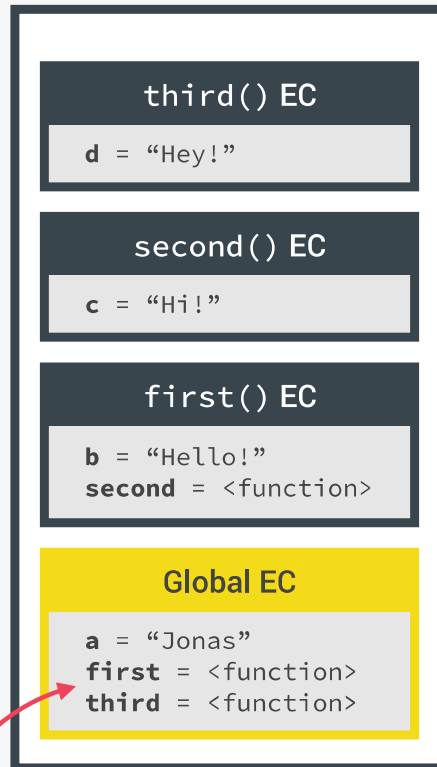 third() EC
d = “Hey!”
second() EC
c = “Hi!”
first() EC
b = “Hello!”
second = <function>
Global EC
a = “Jonas”
first = <function>
third = <function>